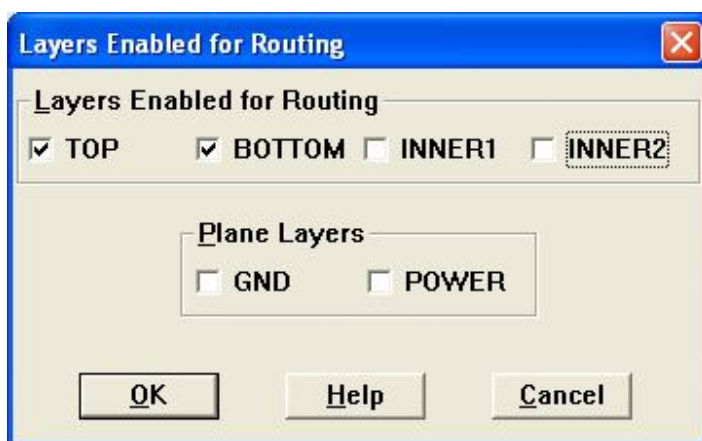 Layers Enabled for Routing
Layers Enabled for Routing
TOP BOTTOM INNER1 INNER2
Plane Layers
GND POWER
OK Help Cancel